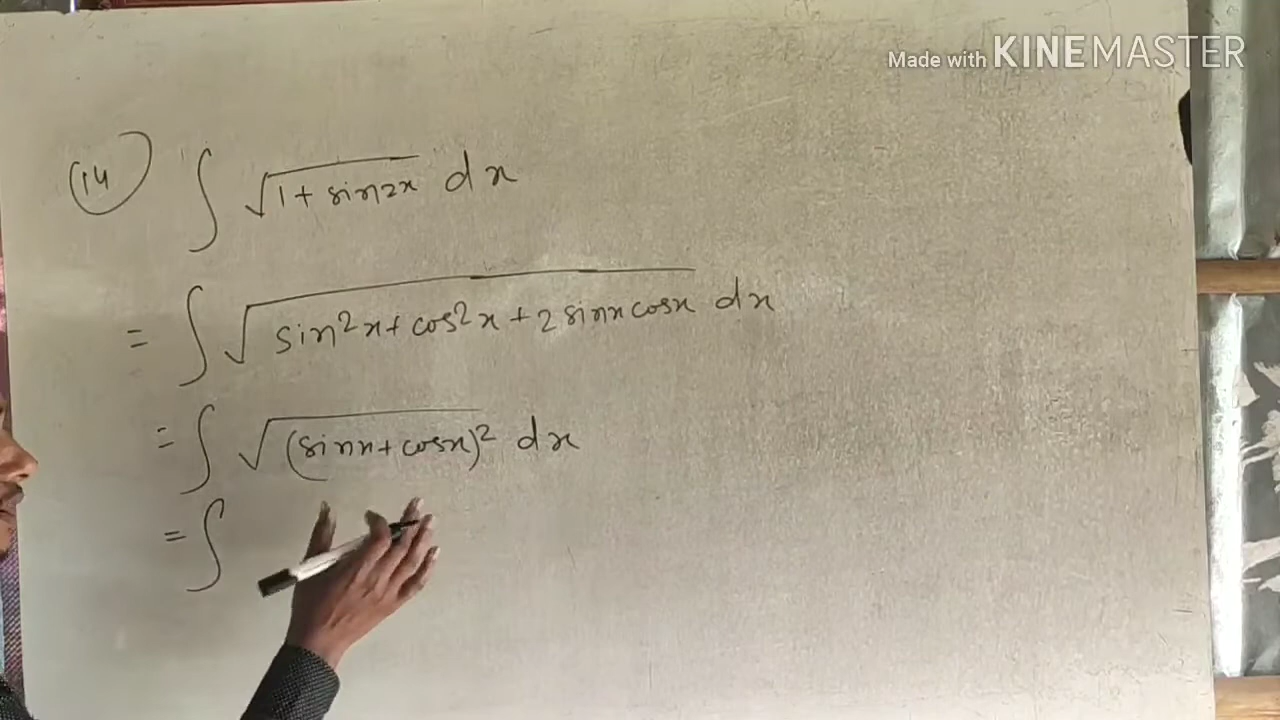 Made with KINEMASTER
(14) ∫ √(1 + sin2x) dx
= ∫ √(sin²x + cos²x + 2 sinx cosx) dx
= ∫ √((sinx + cosx)²) dx
= ∫